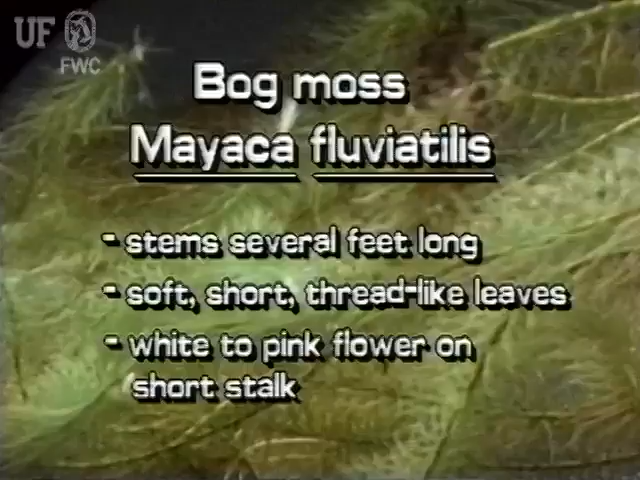 UF
FWC
Bog moss
Mayaca fluviatilis
- stems several feet long
- soft, short, thread-like leaves
- white to pink flower on
short stalk